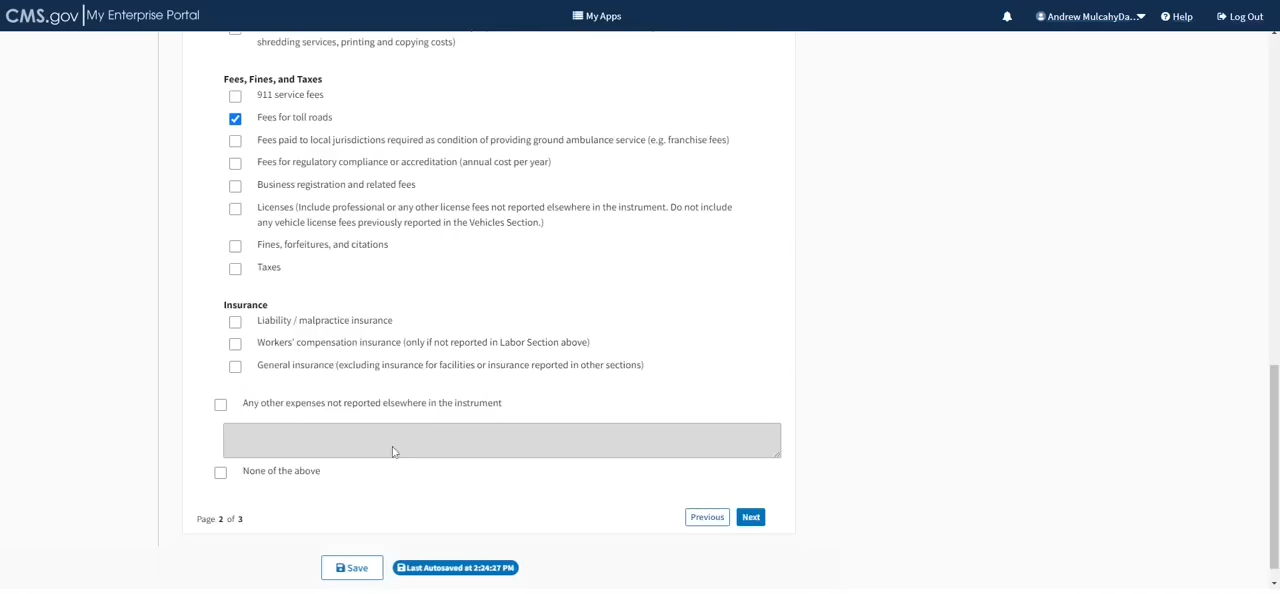 CMS.gov My Enterprise Portal My Apps Andrew MulcahyDa... Help Log Out
shredding services, printing and copying costs)
Fees, Fines, and Taxes
911 service fees
Fees for toll roads
Fees paid to local jurisdictions required as condition of providing ground ambulance service (e.g. franchise fees)
Fees for regulatory compliance or accreditation (annual cost per year)
Business registration and related fees
Licenses (Include professional or any other license fees not reported elsewhere in the instrument. Do not include
any vehicle license fees previously reported in the Vehicles Section.)
Fines, forfeitures, and citations
Taxes
Insurance
Liability / malpractice insurance
Workers' compensation insurance (only if not reported in Labor Section above)
General insurance (excluding insurance for facilities or insurance reported in other sections)
Any other expenses not reported elsewhere in the instrument
None of the above
Page 2 of 3 Previous Next
Save Last Autosaved at 2:24:27 PM